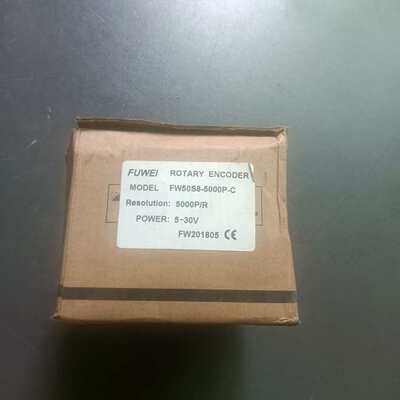 FUWEI ROTARY ENCODER
MODEL FW50S8-5000P-C
Resolution: 5000P/R
POWER: 5-30V
FW201805 CE